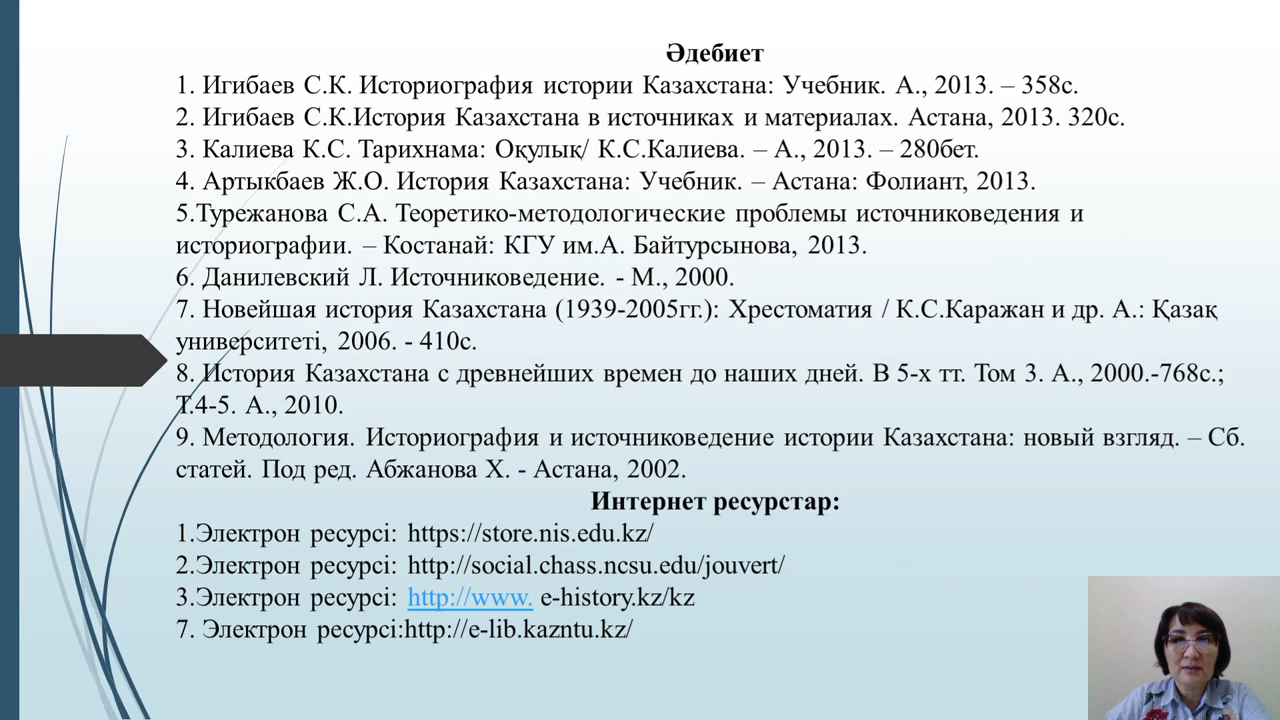 Әдебиет
1. Игибаев С.К. Историография истории Казахстана: Учебник. А., 2013. – 358с.
2. Игибаев С.К.История Казахстана в источниках и материалах. Астана, 2013. 320с.
3. Калиева К.С. Тарихнама: Оқулық/ К.С.Калиева. – А., 2013. – 280бет.
4. Артыкбаев Ж.О. История Казахстана: Учебник. – Астана: Фолиант, 2013.
5.Турежанова С.А. Теоретико-методологические проблемы источниковедения и
историографии. – Костанай: КГУ им.А. Байтурсынова, 2013.
6. Данилевский Л. Источниковедение. - М., 2000.
7. Новейшая история Казахстана (1939-2005гг.): Хрестоматия / К.С.Каражан и др. А.: Қазақ
университеті, 2006. - 410с.
8. История Казахстана с древнейших времен до наших дней. В 5-х тт. Том 3. А., 2000.-768с.;
Т.4-5. А., 2010.
9. Методология. Историография и источниковедение истории Казахстана: новый взгляд. – Сб.
статей. Под ред. Абжанова Х. - Астана, 2002.
Интернет ресурстар:
1.Электрон ресурсі: https://store.nis.edu.kz/
2.Электрон ресурсі: http://social.chass.ncsu.edu/jouvert/
3.Электрон ресурсі: http://www. e-history.kz/kz
7. Электрон ресурсі:http://e-lib.kazntu.kz/